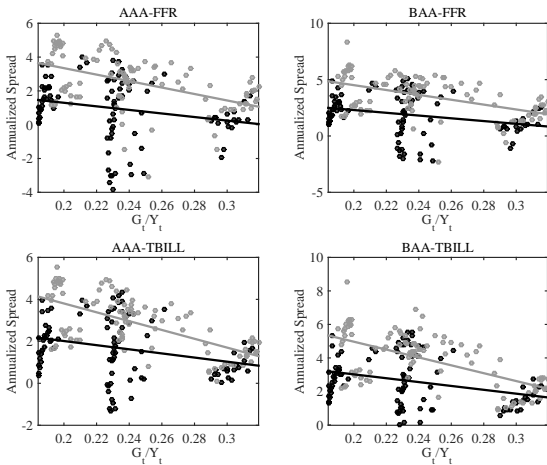 AAA-FFR
BAA-FFR
Annualized Spread
6
4
2
0
-2
-4
0.2 0.22 0.24 0.26 0.28 0.3
G_t/Y_t
Annualized Spread
10
5
0
-5
0.2 0.22 0.24 0.26 0.28 0.3
G_t/Y_t
AAA-TBILL
BAA-TBILL
Annualized Spread
6
4
2
0
-2
0.2 0.22 0.24 0.26 0.28 0.3
G_t/Y_t
Annualized Spread
10
8
6
4
2
0
0.2 0.22 0.24 0.26 0.28 0.3
G_t/Y_t